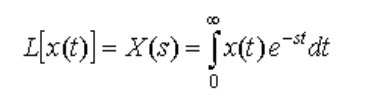 L[x(t)] = X(s) = ∫₀^∞ x(t)e^{-st} dt